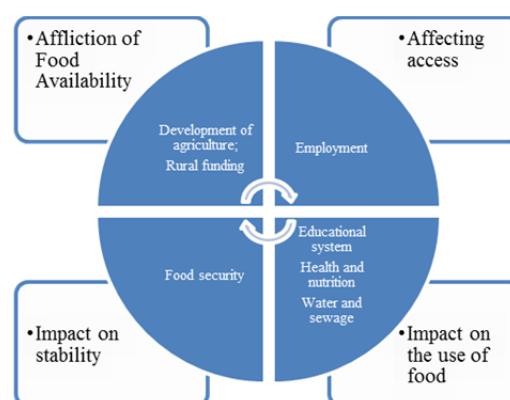 •Affliction of
Food
Availability
•Affecting
access
Development of
agriculture;
Rural funding
Employment
Food security
Educational
system
Health and
nutrition
Water and
sewage
•Impact on
stability
•Impact on
the use of
food